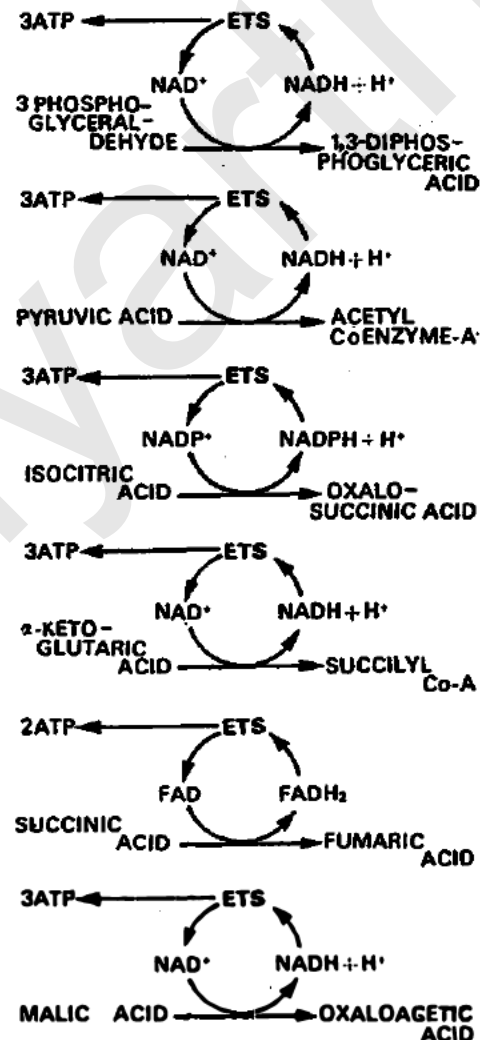 3ATP ETS
NAD⁺ NADH + H⁺
3 PHOSPHO-
GLYCERAL-
DEHYDE
1,3-DIPHOS-
PHOGLYCERIC
ACID
3ATP ETS
NAD⁺ NADH + H⁺
PYRUVIC ACID
ACETYL
CoENZYME-A
3ATP ETS
NADP⁺ NADPH + H⁺
ISOCITRIC
ACID
OXALO-
SUCCINIC ACID
3ATP ETS
NAD⁺ NADH + H⁺
α-KETO-
GLUTARIC
ACID
SUCCILYL
Co-A
2ATP ETS
FAD FADH₂
SUCCINIC
ACID
FUMARIC
ACID
3ATP ETS
NAD⁺ NADH + H⁺
MALIC ACID
OXALOAGETIC
ACID